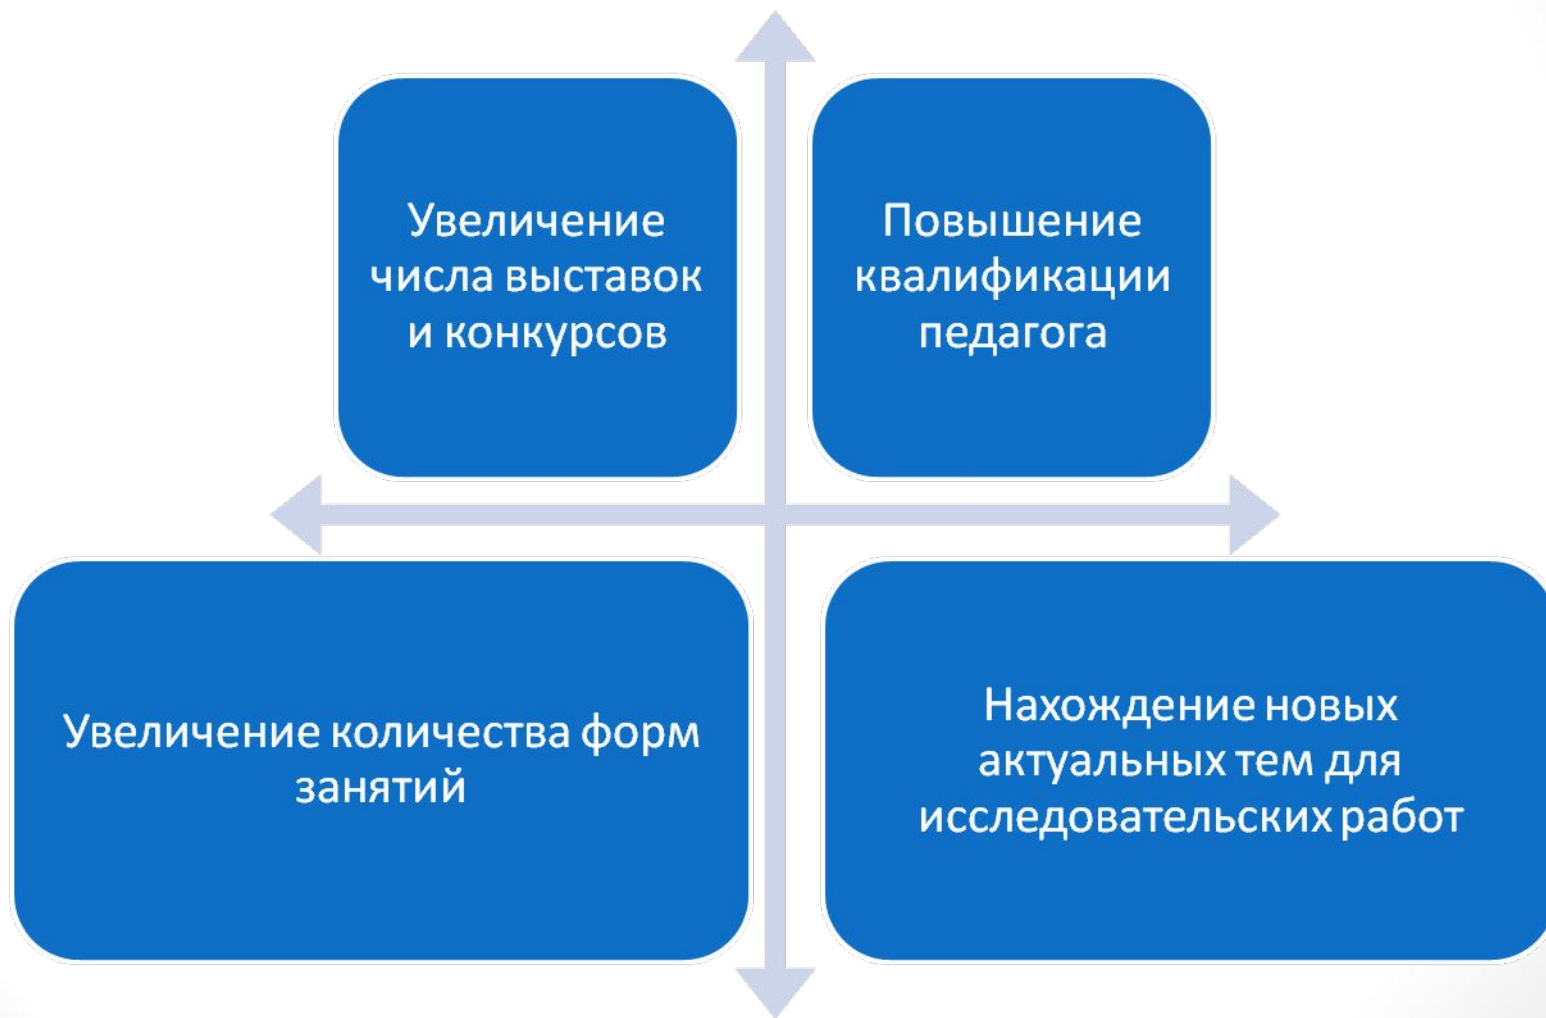 Увеличение
числа выставок
и конкурсов
Повышение
квалификации
педагога
Увеличение количества форм
занятий
Нахождение новых
актуальных тем для
исследовательских работ